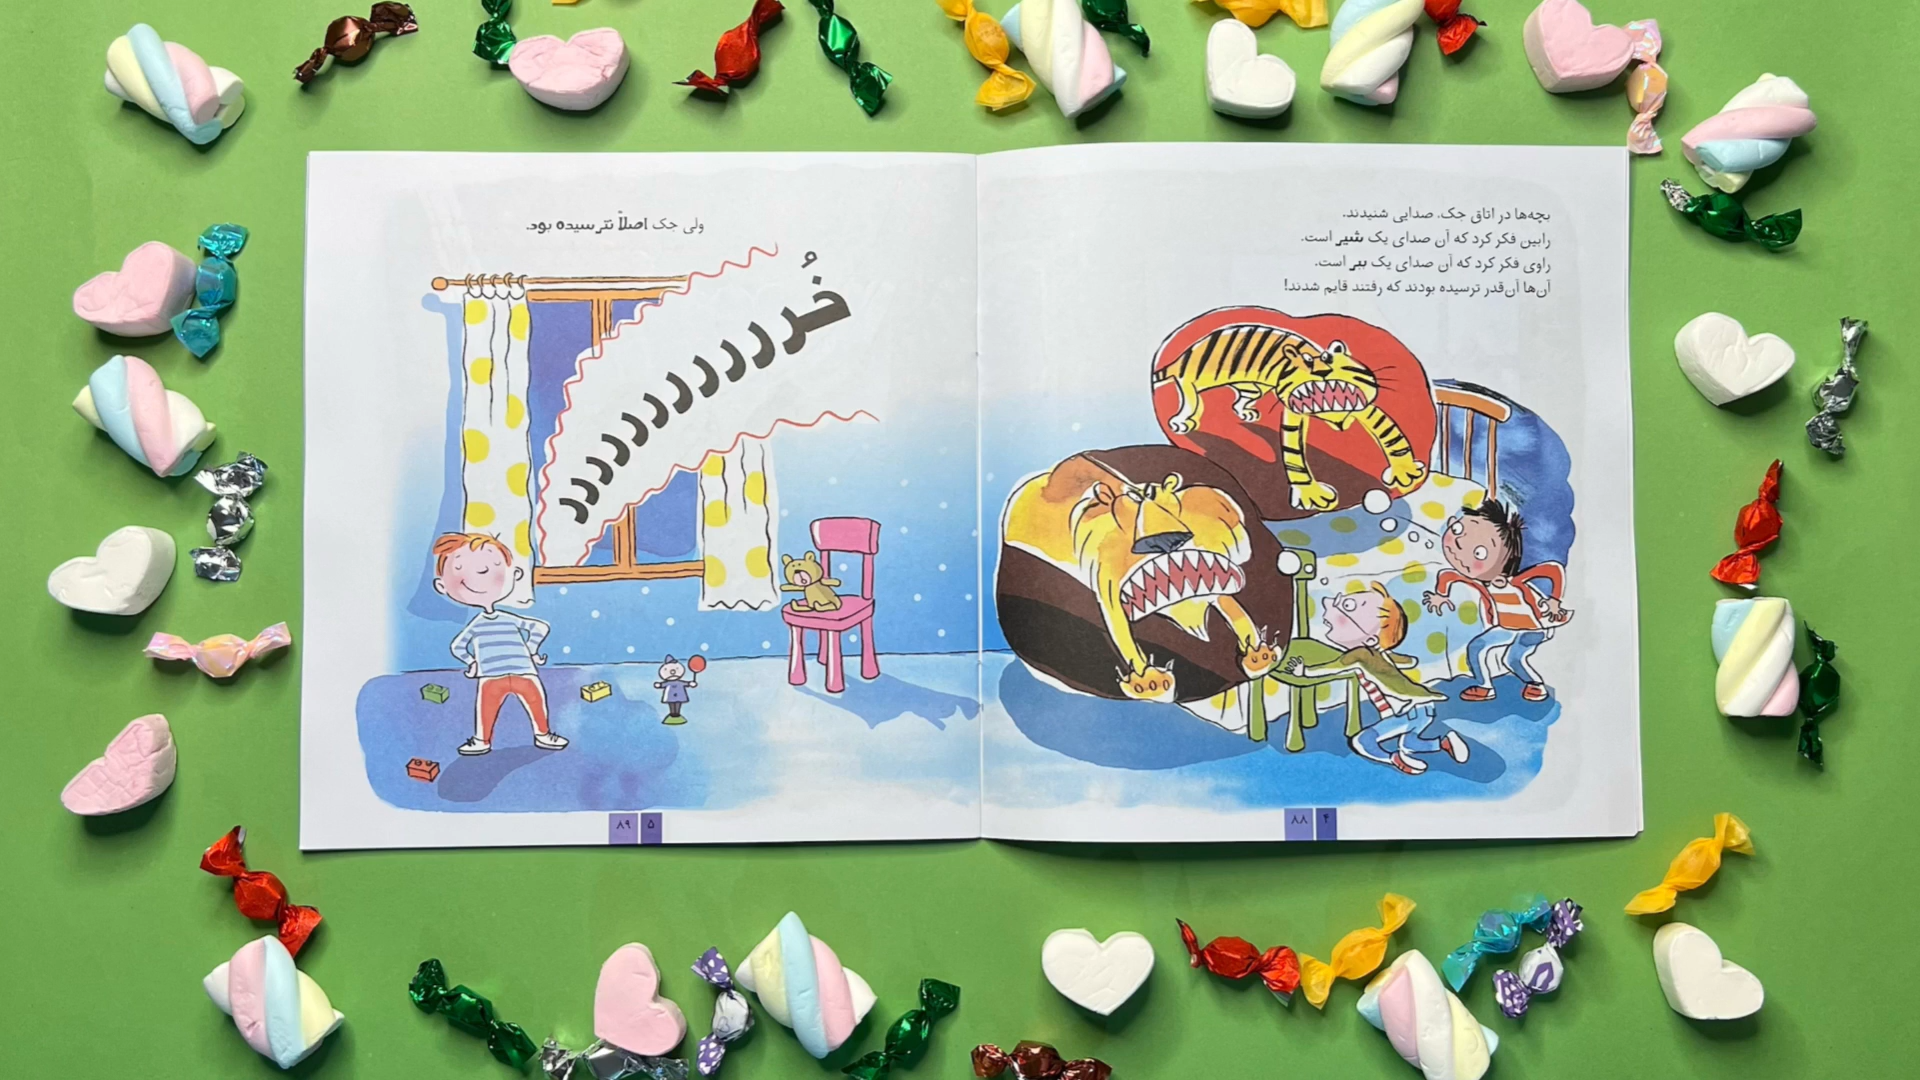 بچه‌ها در اتاق جک، صدایی شنیدند.
رابین فکر کرد که آن صدای یک شیر است.
راوی فکر کرد که آن صدای یک ببر است.
آن‌ها آن‌قدر ترسیده بودند که رفتند قایم شدند!
۸۸ ۴
ولی جک اصلاً نترسیده بود.
خُررررررررررر
۸۹ ۵